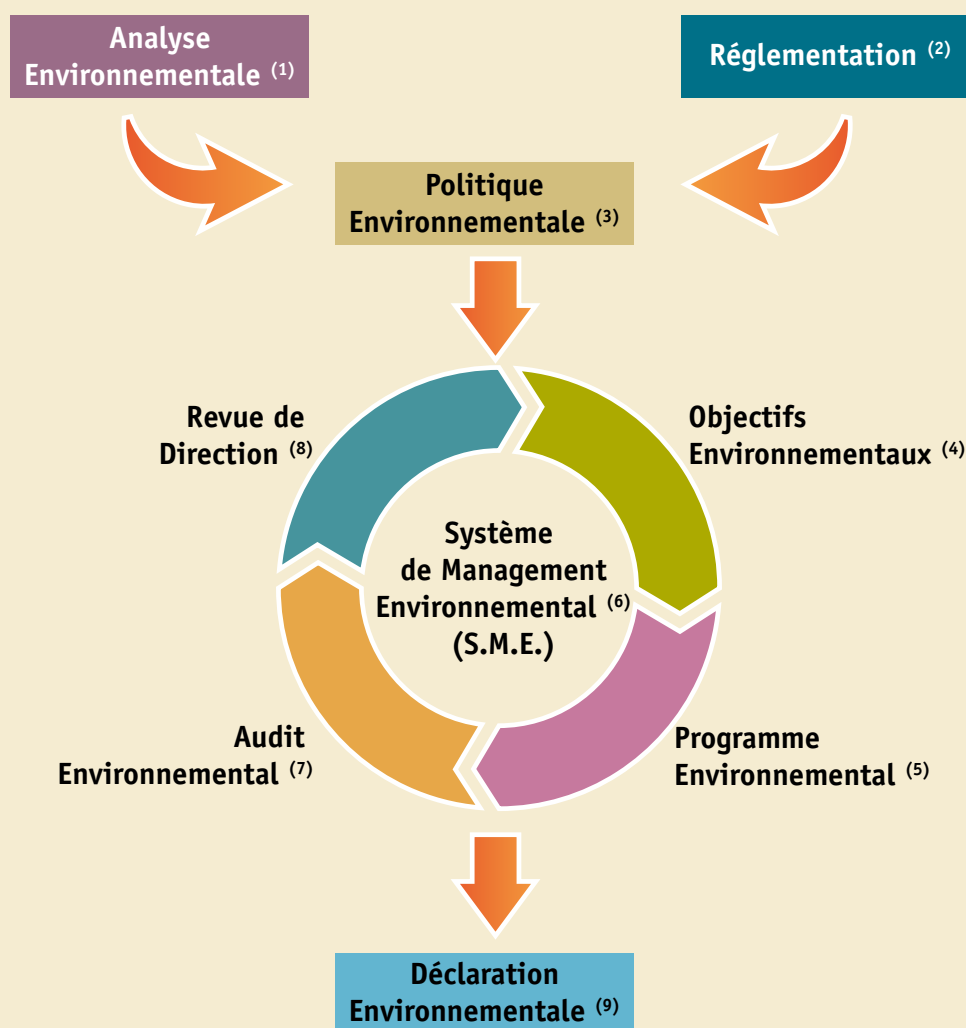 Analyse
Environnementale (1)
Réglementation (2)
Politique
Environnementale (3)
Revue de
Direction (8)
Objectifs
Environnementaux (4)
Système
de Management
Environnemental (6)
(S.M.E.)
Audit
Environnemental (7)
Programme
Environnemental (5)
Déclaration
Environnementale (9)